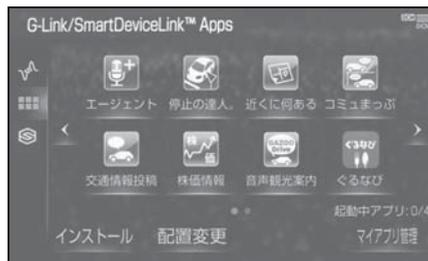 G-Link/SmartDeviceLink™ Apps
エージェント 停止の達人。 近くに何ある コミュまっぷ
株価
GAZOO Drive
ぐるなび
交通情報投稿 株価情報 音声観光案内 ぐるなび
起動中アプリ:0/4
インストール 配置変更 マイアプリ管理